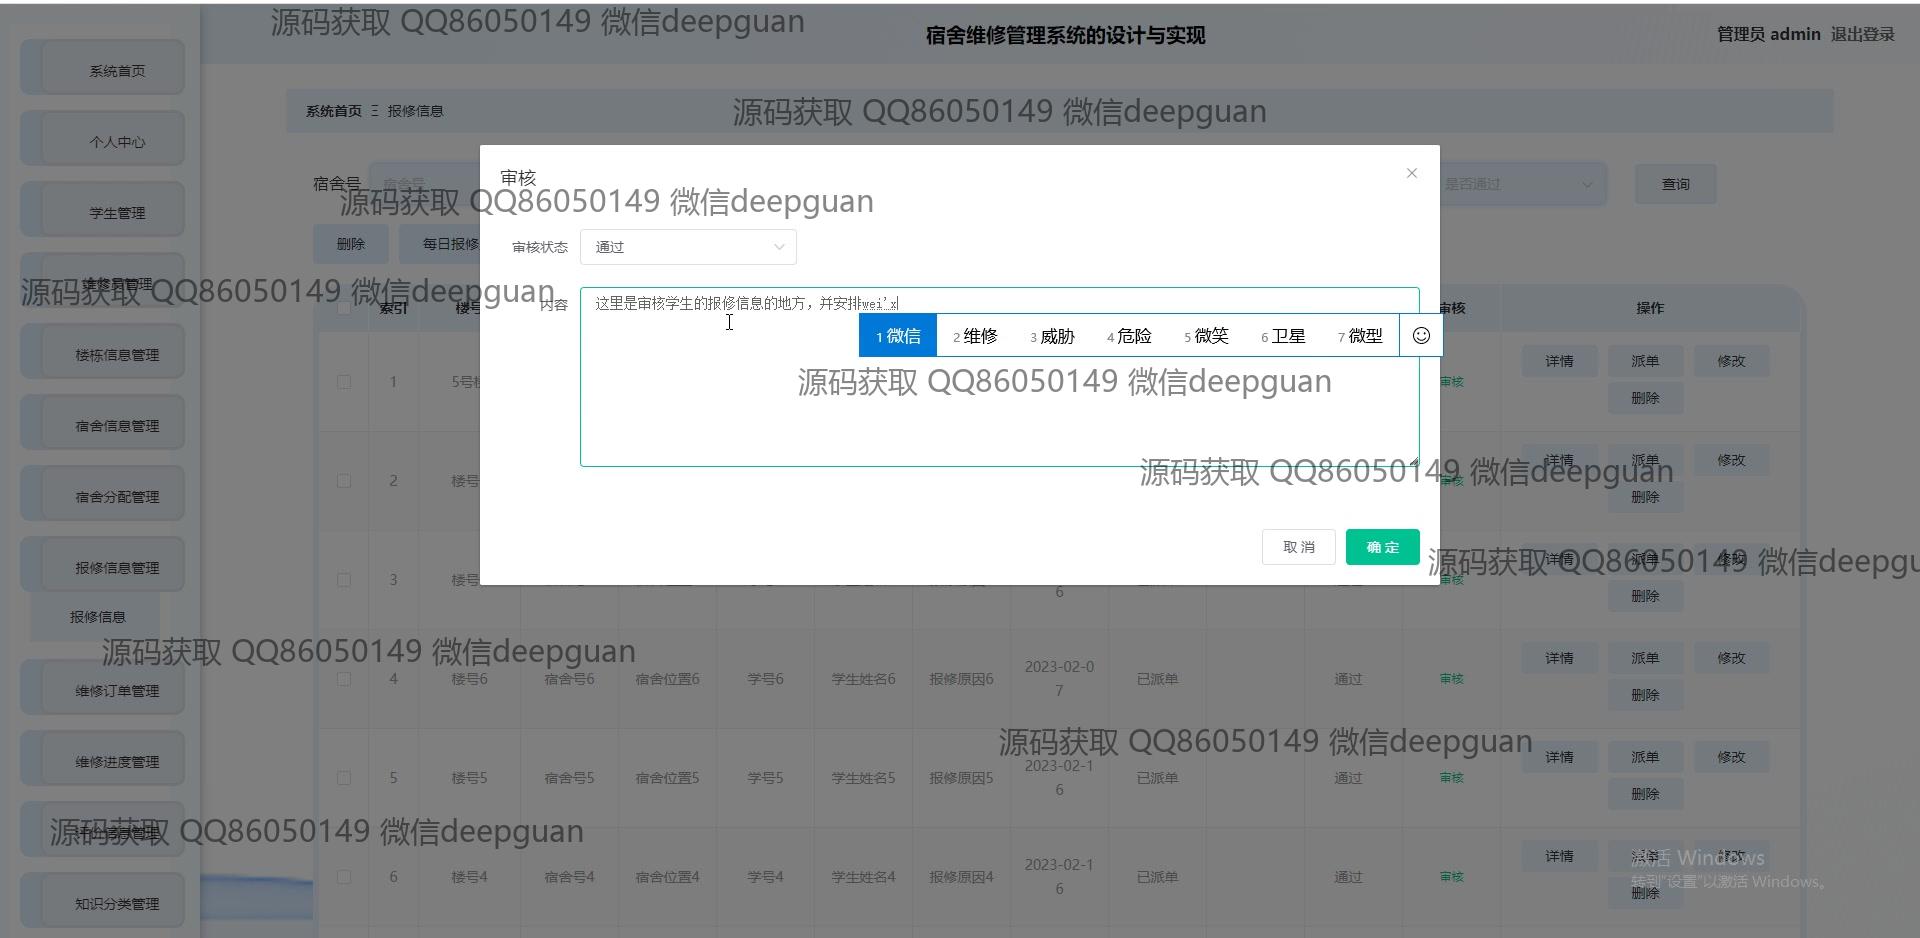 源码获取 QQ86050149 微信deepguan
宿舍维修管理系统的设计与实现
管理员 admin 退出登录
系统首页
个人中心
学生管理
维修员管理
楼栋信息管理
宿舍信息管理
宿舍分配管理
报修信息管理
报修信息
维修订单管理
维修进度管理
知识分类管理
系统首页 Ξ 报修信息
源码获取 QQ86050149 微信deepguan
宿舍号 宿舍号
是否通过
查询
删除
每日报修
审核
源码获取 QQ86050149 微信deepguan
审核状态 通过
源码获取 QQ86050149 微信deepguan
内容
这里是审核学生的报修信息的地方，并安排wei'x
1 微信 2 维修 3 威胁 4 危险 5 微笑 6 卫星 7 微型
源码获取 QQ86050149 微信deepguan
源码获取 QQ86050149 微信deepguan
取消 确定
索引 楼号 审核 操作
1 5号楼 审核 详情 派单 修改
删除
2 楼号 审核 详情 派单 修改
删除
源码获取 QQ86050149 微信deepgu
3 楼号 6 审核 详情 派单 修改
删除
源码获取 QQ86050149 微信deepguan
4 楼号6 宿舍号6 宿舍位置6 学号6 学生姓名6 报修原因6 2023-02-07 已派单 通过 审核 详情 派单 修改
删除
源码获取 QQ86050149 微信deepguan
5 楼号5 宿舍号5 宿舍位置5 学号5 学生姓名5 报修原因5 2023-02-16 已派单 通过 审核 详情 派单 修改
删除
源码获取 QQ86050149 微信deepguan
6 楼号4 宿舍号4 宿舍位置4 学号4 学生姓名4 报修原因4 2023-02-16 已派单 通过 审核 详情 派单 修改
删除
激活 Windows
转到"设置"以激活 Windows。